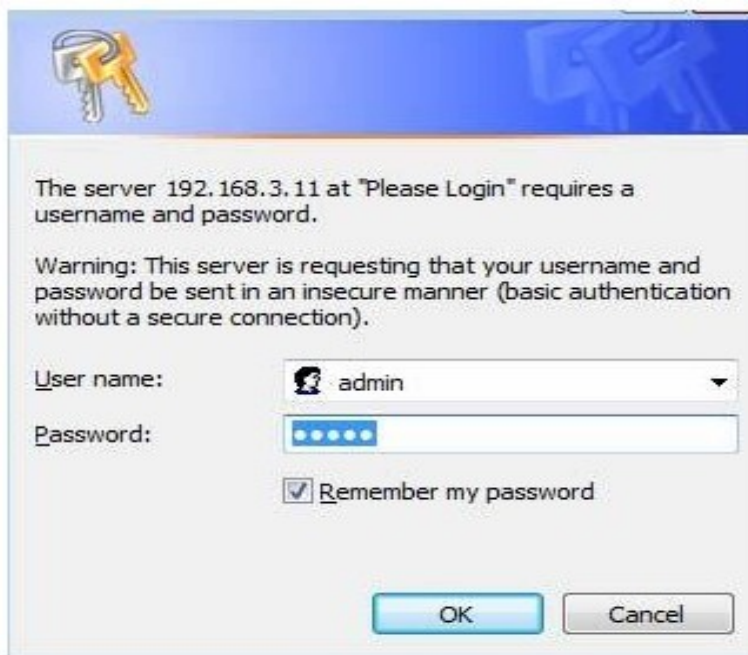 The server 192.168.3.11 at "Please Login" requires a
username and password.
Warning: This server is requesting that your username and
password be sent in an insecure manner (basic authentication
without a secure connection).
User name: admin
Password: •••••
Remember my password
OK Cancel